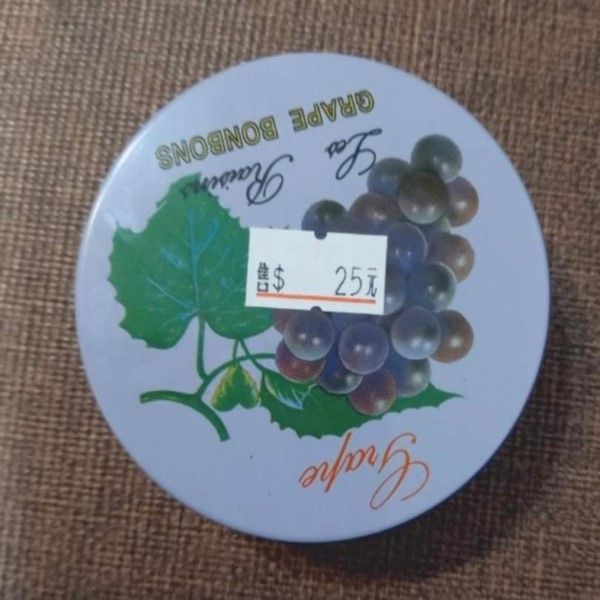 Grape
售$ 25元
Les Raisins
GRAPE BONBONS